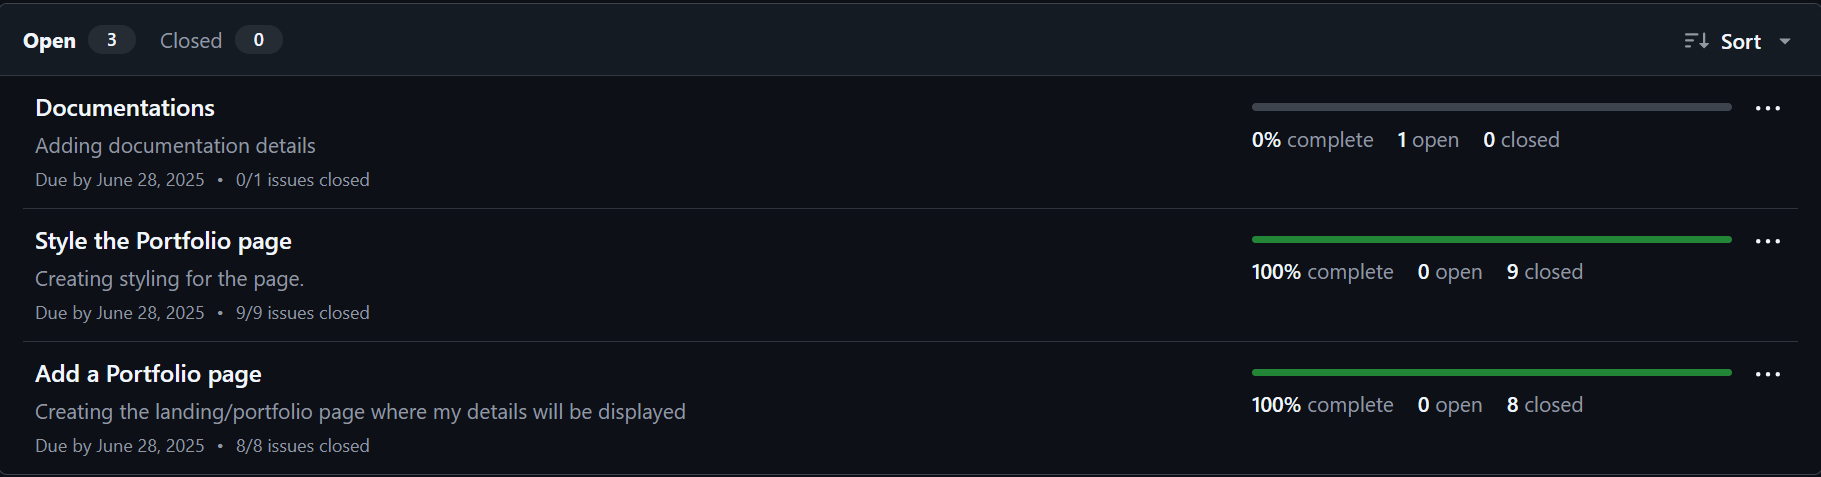 Open 3 Closed 0 Sort
Documentations
Adding documentation details
Due by June 28, 2025 • 0/1 issues closed
0% complete 1 open 0 closed
Style the Portfolio page
Creating styling for the page.
Due by June 28, 2025 • 9/9 issues closed
100% complete 0 open 9 closed
Add a Portfolio page
Creating the landing/portfolio page where my details will be displayed
Due by June 28, 2025 • 8/8 issues closed
100% complete 0 open 8 closed